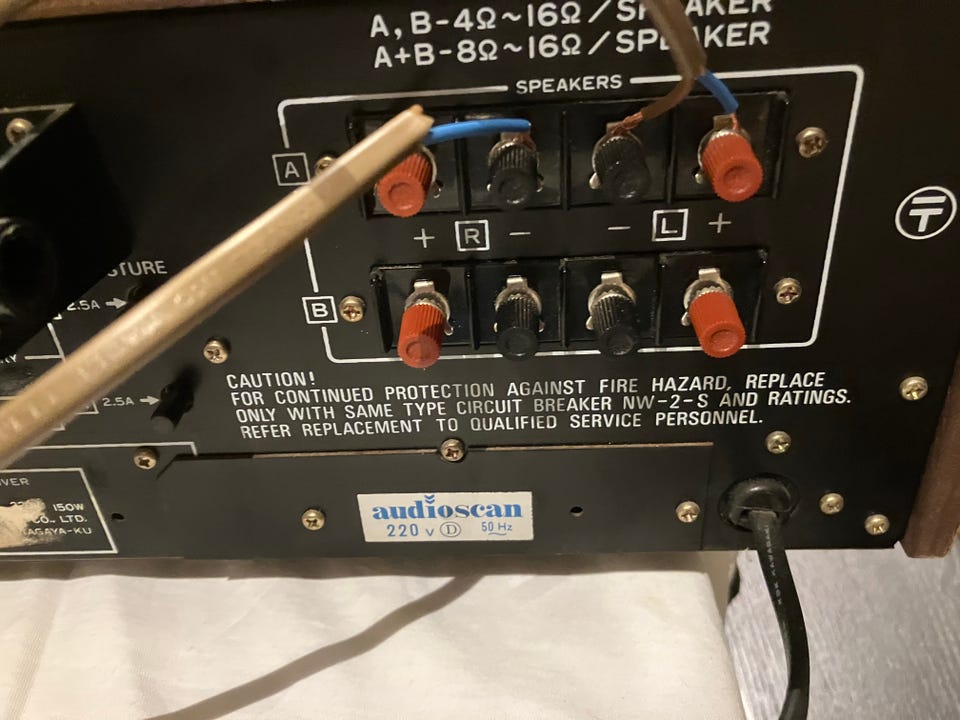 A, B-4Ω~16Ω/SPEAKER
A+B-8Ω~16Ω/SPEAKER
SPEAKERS
A
+ R − − L +
B
2.5A
2.5A
CAUTION!
FOR CONTINUED PROTECTION AGAINST FIRE HAZARD, REPLACE
ONLY WITH SAME TYPE CIRCUIT BREAKER NW-2-S AND RATINGS.
REFER REPLACEMENT TO QUALIFIED SERVICE PERSONNEL.
150W
CO., LTD.
audioscan
220 V D 50 Hz
T